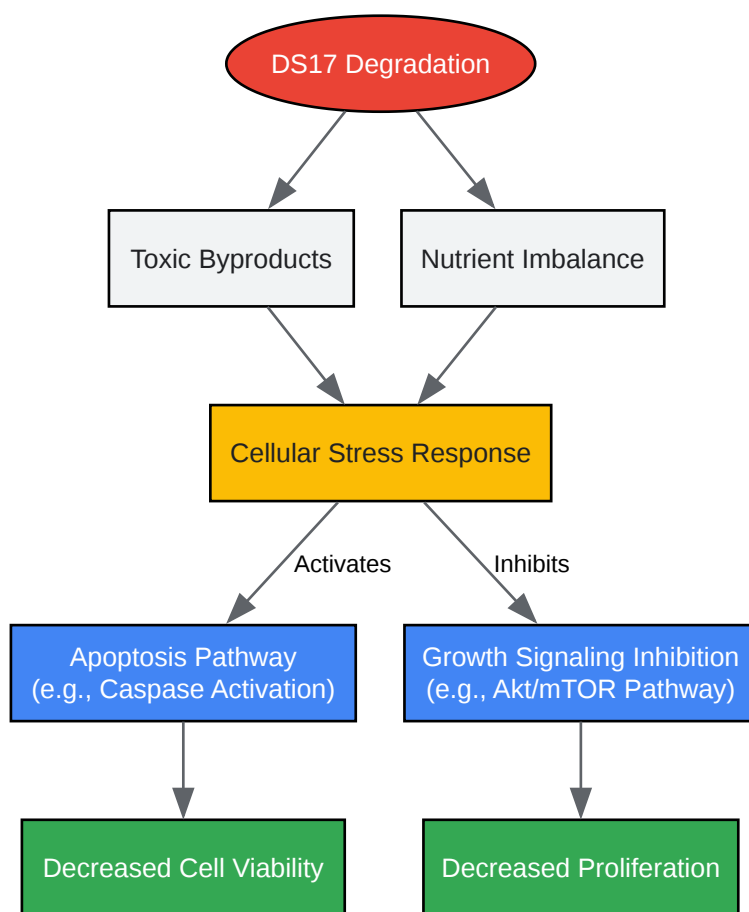 DS17 Degradation
Toxic Byproducts
Nutrient Imbalance
Cellular Stress Response
Activates
Inhibits
Apoptosis Pathway
(e.g., Caspase Activation)
Growth Signaling Inhibition
(e.g., Akt/mTOR Pathway)
Decreased Cell Viability
Decreased Proliferation